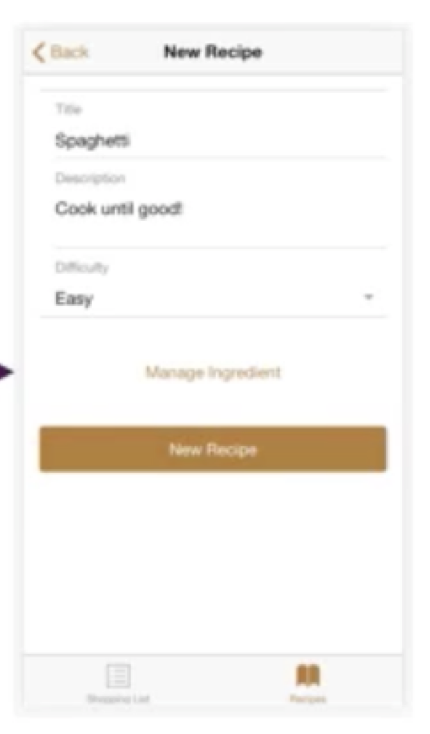 Back
New Recipe
Title
Spaghetti
Description
Cook until good!
Difficulty
Easy
Manage Ingredient
New Recipe
Shopping List
Recipes